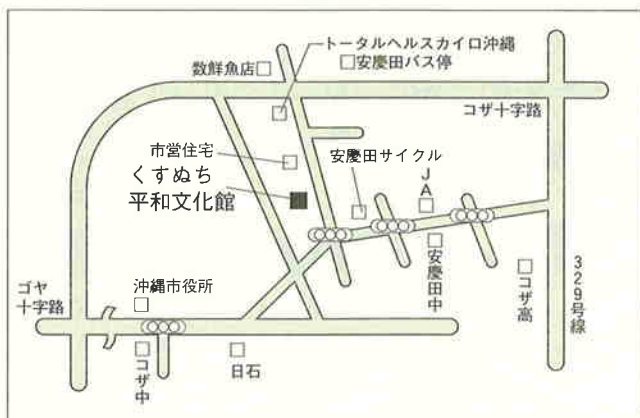 トータルヘルスカイロ沖縄
数鮮魚店
安慶田バス停
コザ十字路
市営住宅
安慶田サイクル
くすぬち
平和文化館
JA
安慶田中
コザ高
329号線
沖縄市役所
ゴヤ
十字路
コザ中
日石